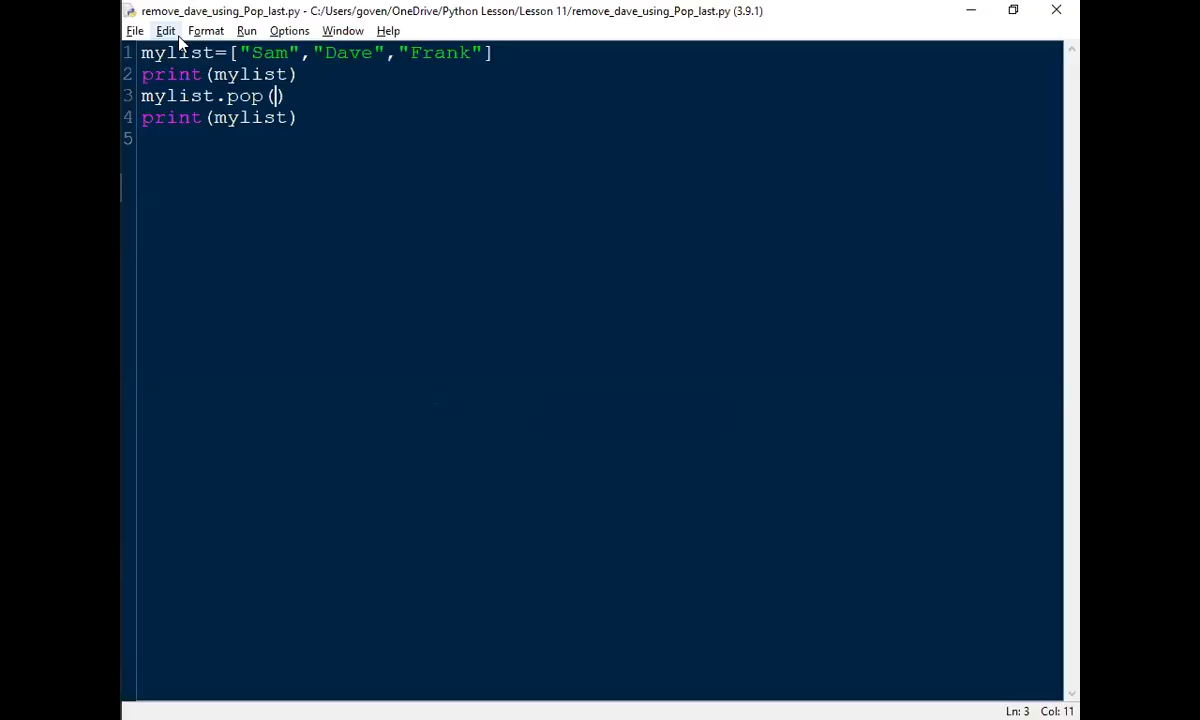 remove_dave_using_Pop_last.py - C:/Users/goven/OneDrive/Python Lesson/Lesson 11/remove_dave_using_Pop_last.py (3.9.1)
File Edit Format Run Options Window Help
1 mylist=["Sam","Dave","Frank"]
2 print(mylist)
3 mylist.pop()
4 print(mylist)
5
Ln: 3 Col: 11